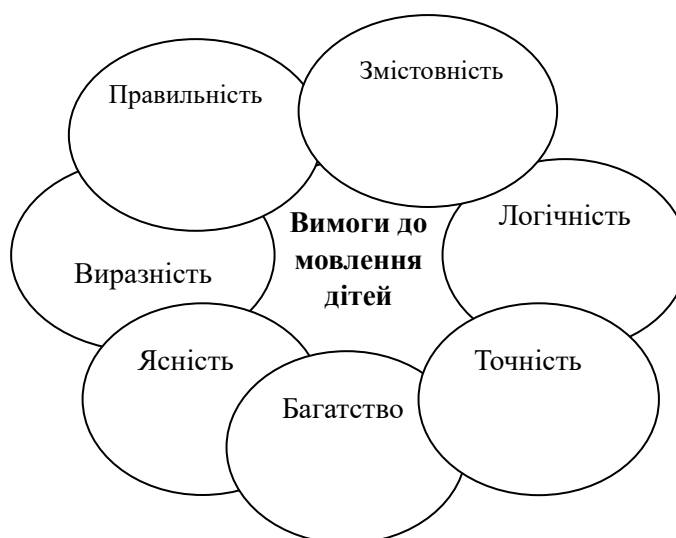 Змістовність
Правильність
Логічність
Вимоги до
мовлення
дітей
Виразність
Ясність
Точність
Багатство